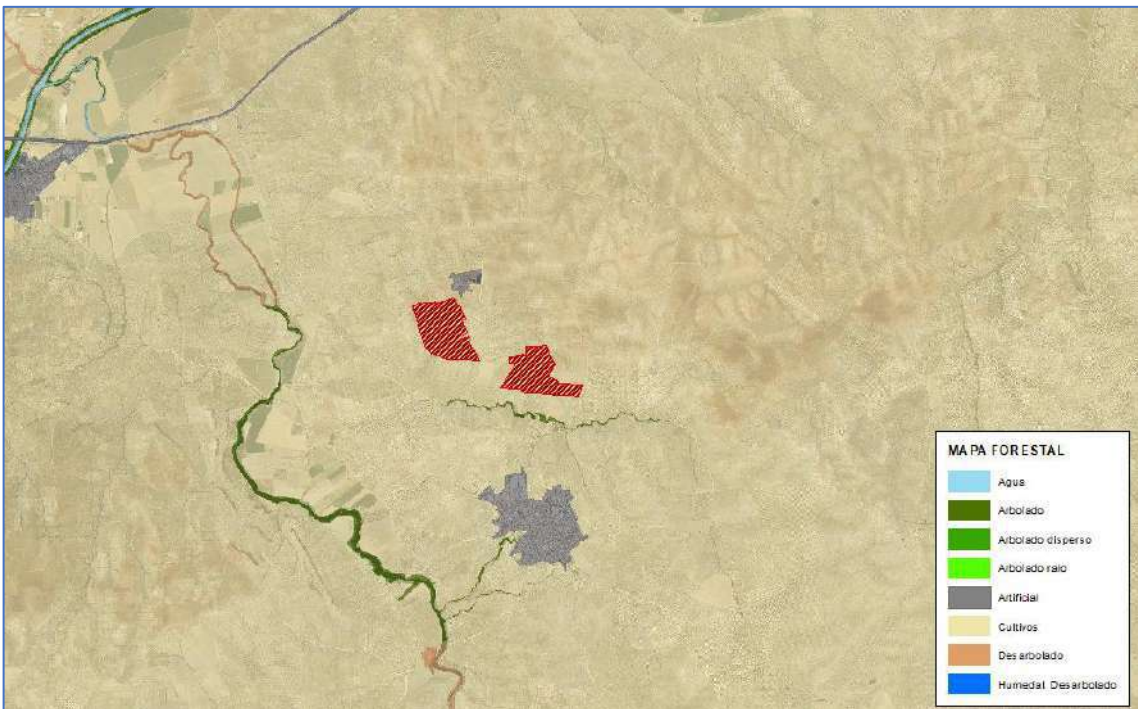 MAPA FORESTAL
Agua
Arbolado
Arbolado disperso
Arbolado ralo
Artificial
Cultivos
Desarbolado
Humedal. Desarbolado